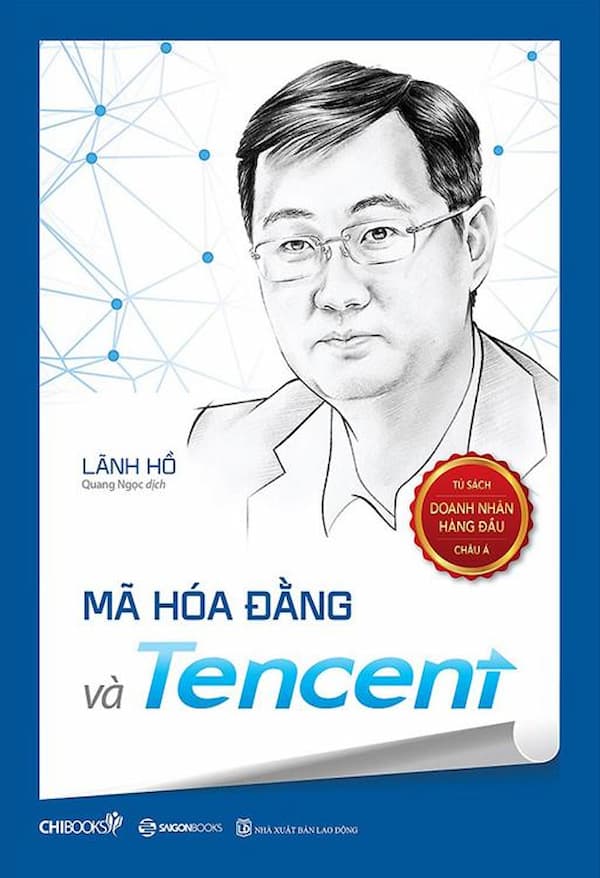 LÃNH HỒ
Quang Ngọc dịch
TỦ SÁCH
DOANH NHÂN
HÀNG ĐẦU
CHÂU Á
MÃ HÓA ĐẰNG
và Tencent
CHIBOOKS
SAIGONBOOKS
LĐ NHÀ XUẤT BẢN LAO ĐỘNG